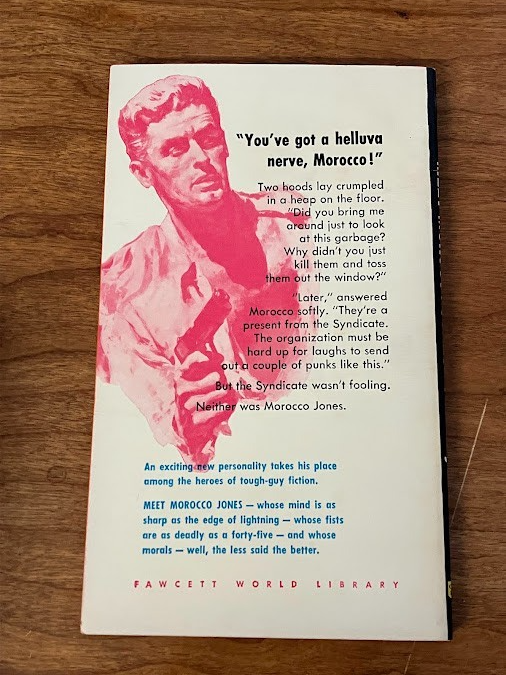 "You've got a helluva
nerve, Morocco!"
Two hoods lay crumpled
in a heap on the floor.
"Did you bring me
around just to look
at this garbage?
Why didn't you just
kill them and toss
them out the window?"
"Later," answered
Morocco softly. "They're a
present from the Syndicate.
The organization must be
hard up for laughs to send
out a couple of punks like this."
But the Syndicate wasn't fooling.
Neither was Morocco Jones.
An exciting new personality takes his place
among the heroes of tough-guy fiction.
MEET MOROCCO JONES — whose mind is as
sharp as the edge of lightning — whose fists
are as deadly as a forty-five — and whose
morals — well, the less said the better.
FAWCETT WORLD LIBRARY